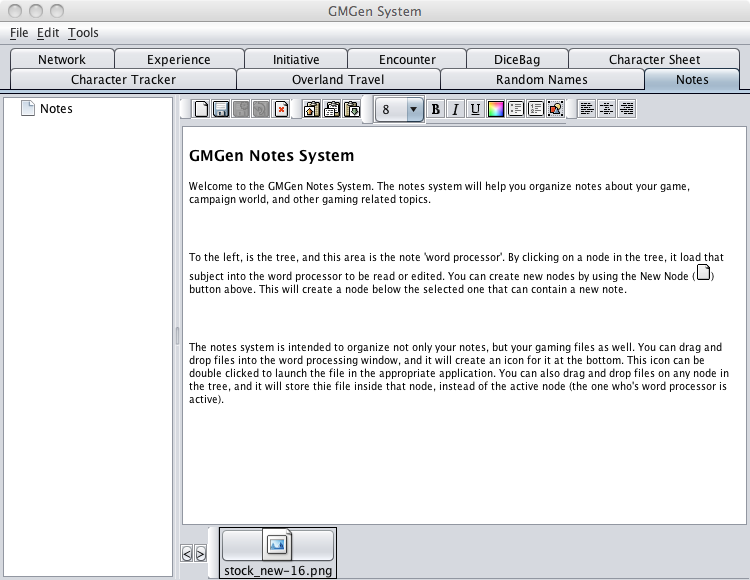 GMGen System
File Edit Tools
Network Experience Initiative Encounter DiceBag Character Sheet
Character Tracker Overland Travel Random Names Notes
Notes
8 B I U
GMGen Notes System
Welcome to the GMGen Notes System. The notes system will help you organize notes about your game,
campaign world, and other gaming related topics.
To the left, is the tree, and this area is the note 'word processor'. By clicking on a node in the tree, it load that
subject into the word processor to be read or edited. You can create new nodes by using the New Node ( )
button above. This will create a node below the selected one that can contain a new note.
The notes system is intended to organize not only your notes, but your gaming files as well. You can drag and
drop files into the word processing window, and it will create an icon for it at the bottom. This icon can be
double clicked to launch the file in the appropriate application. You can also drag and drop files on any node in
the tree, and it will store thie file inside that node, instead of the active node (the one who's word processor is
active).
< >
stock_new-16.png